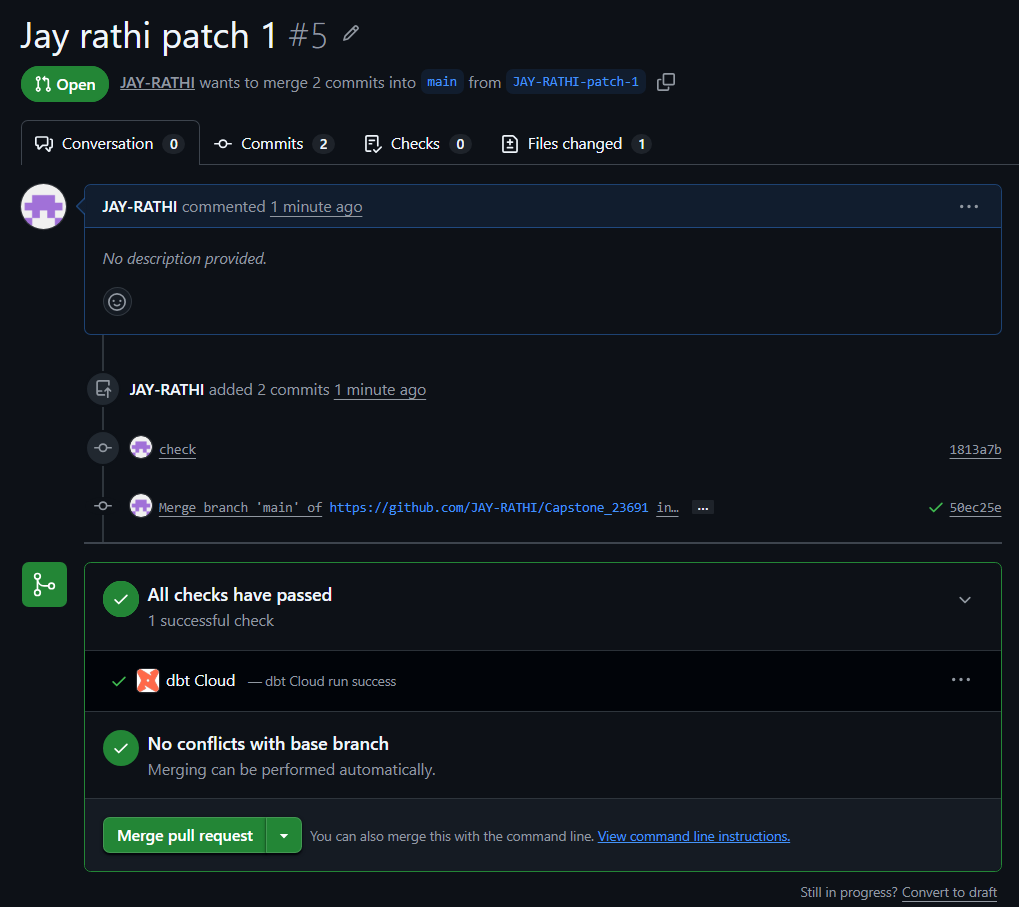 Jay rathi patch 1 #5
Open JAY-RATHI wants to merge 2 commits into main from JAY-RATHI-patch-1
Conversation 0 Commits 2 Checks 0 Files changed 1
JAY-RATHI commented 1 minute ago
No description provided.
JAY-RATHI added 2 commits 1 minute ago
check 1813a7b
Merge branch 'main' of https://github.com/JAY-RATHI/Capstone_23691 in… … 50ec25e
All checks have passed
1 successful check
dbt Cloud — dbt Cloud run success
No conflicts with base branch
Merging can be performed automatically.
Merge pull request You can also merge this with the command line. View command line instructions.
Still in progress? Convert to draft